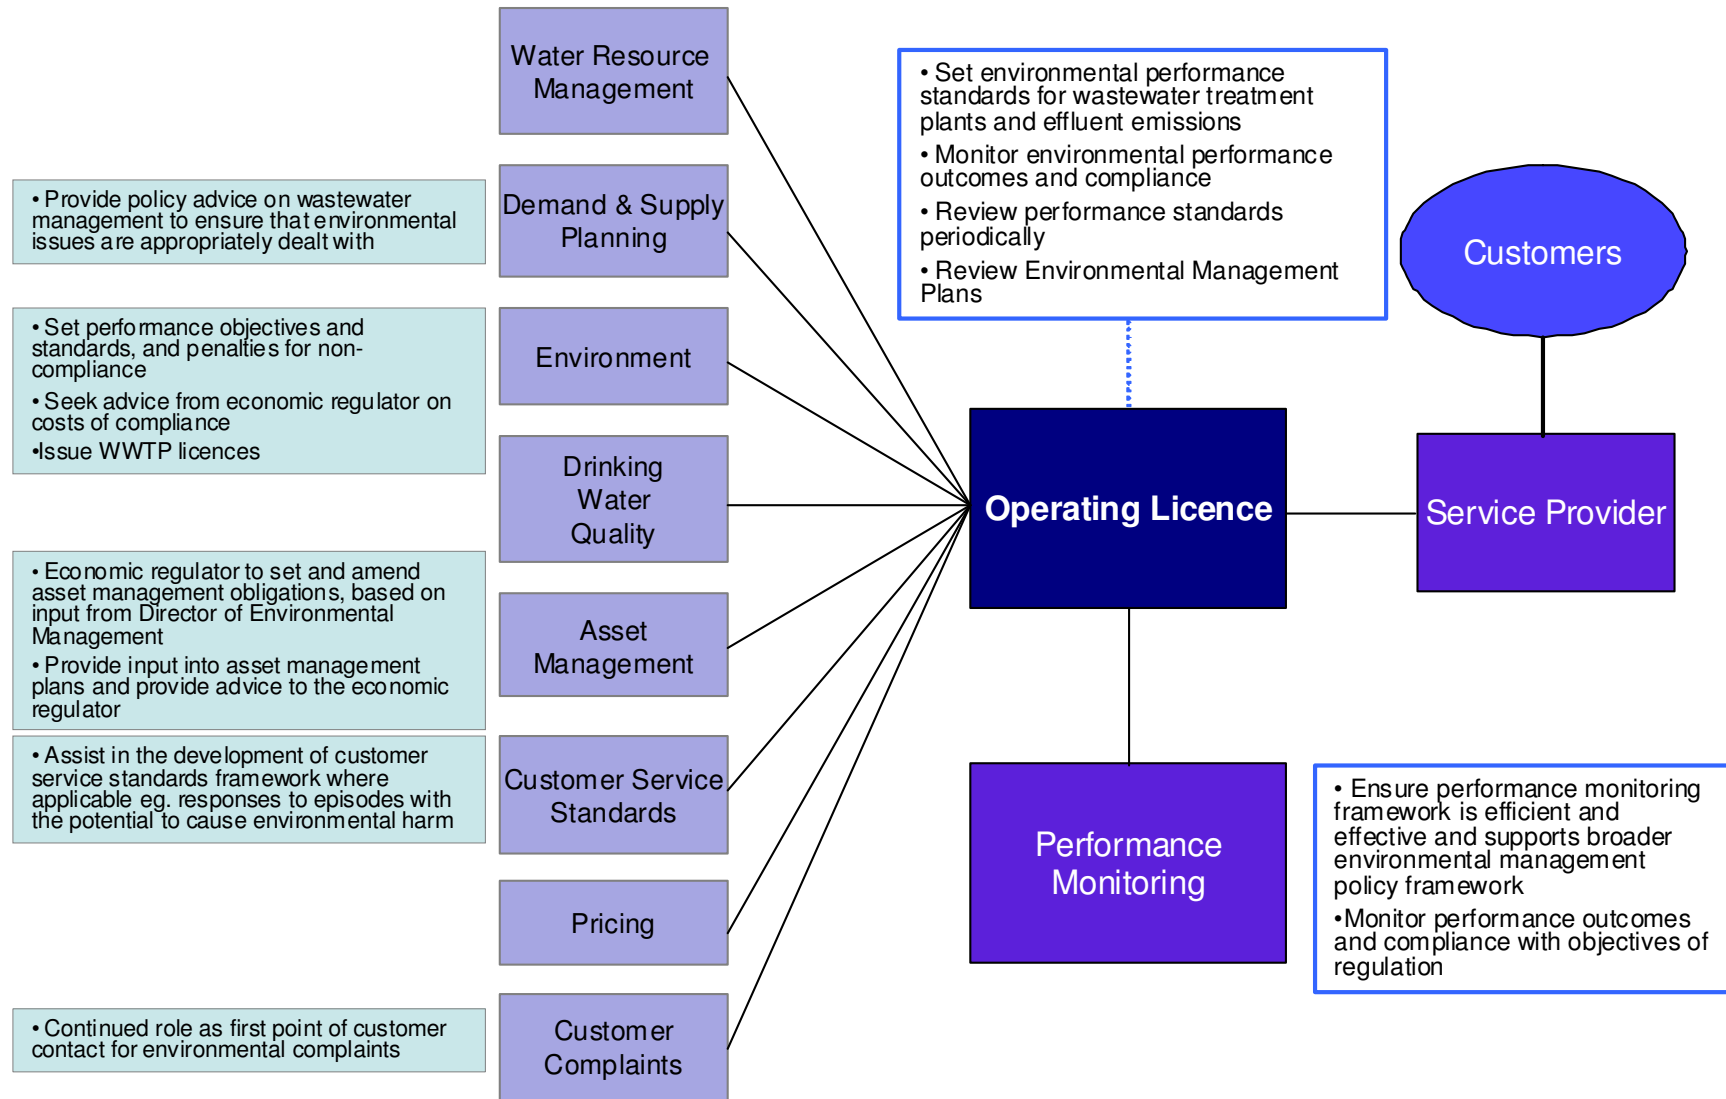 Water Resource
Management
• Provide policy advice on wastewater
management to ensure that environmental
issues are appropriately dealt with
Demand & Supply
Planning
• Set performance objectives and
standards, and penalties for non-
compliance
• Seek advice from economic regulator on
costs of compliance
•Issue WWTP licences
Environment
Drinking
Water
Quality
• Economic regulator to set and amend
asset management obligations, based on
input from Director of Environmental
Management
• Provide input into asset management
plans and provide advice to the economic
regulator
Asset
Management
• Assist in the development of customer
service standards framework where
applicable eg. responses to episodes with
the potential to cause environmental harm
Customer Service
Standards
Pricing
• Continued role as first point of customer
contact for environmental complaints
Customer
Complaints
• Set environmental performance
standards for wastewater treatment
plants and effluent emissions
• Monitor environmental performance
outcomes and compliance
• Review performance standards
periodically
• Review Environmental Management
Plans
Customers
Operating Licence
Service Provider
Performance
Monitoring
• Ensure performance monitoring
framework is efficient and
effective and supports broader
environmental management
policy framework
•Monitor performance outcomes
and compliance with objectives of
regulation